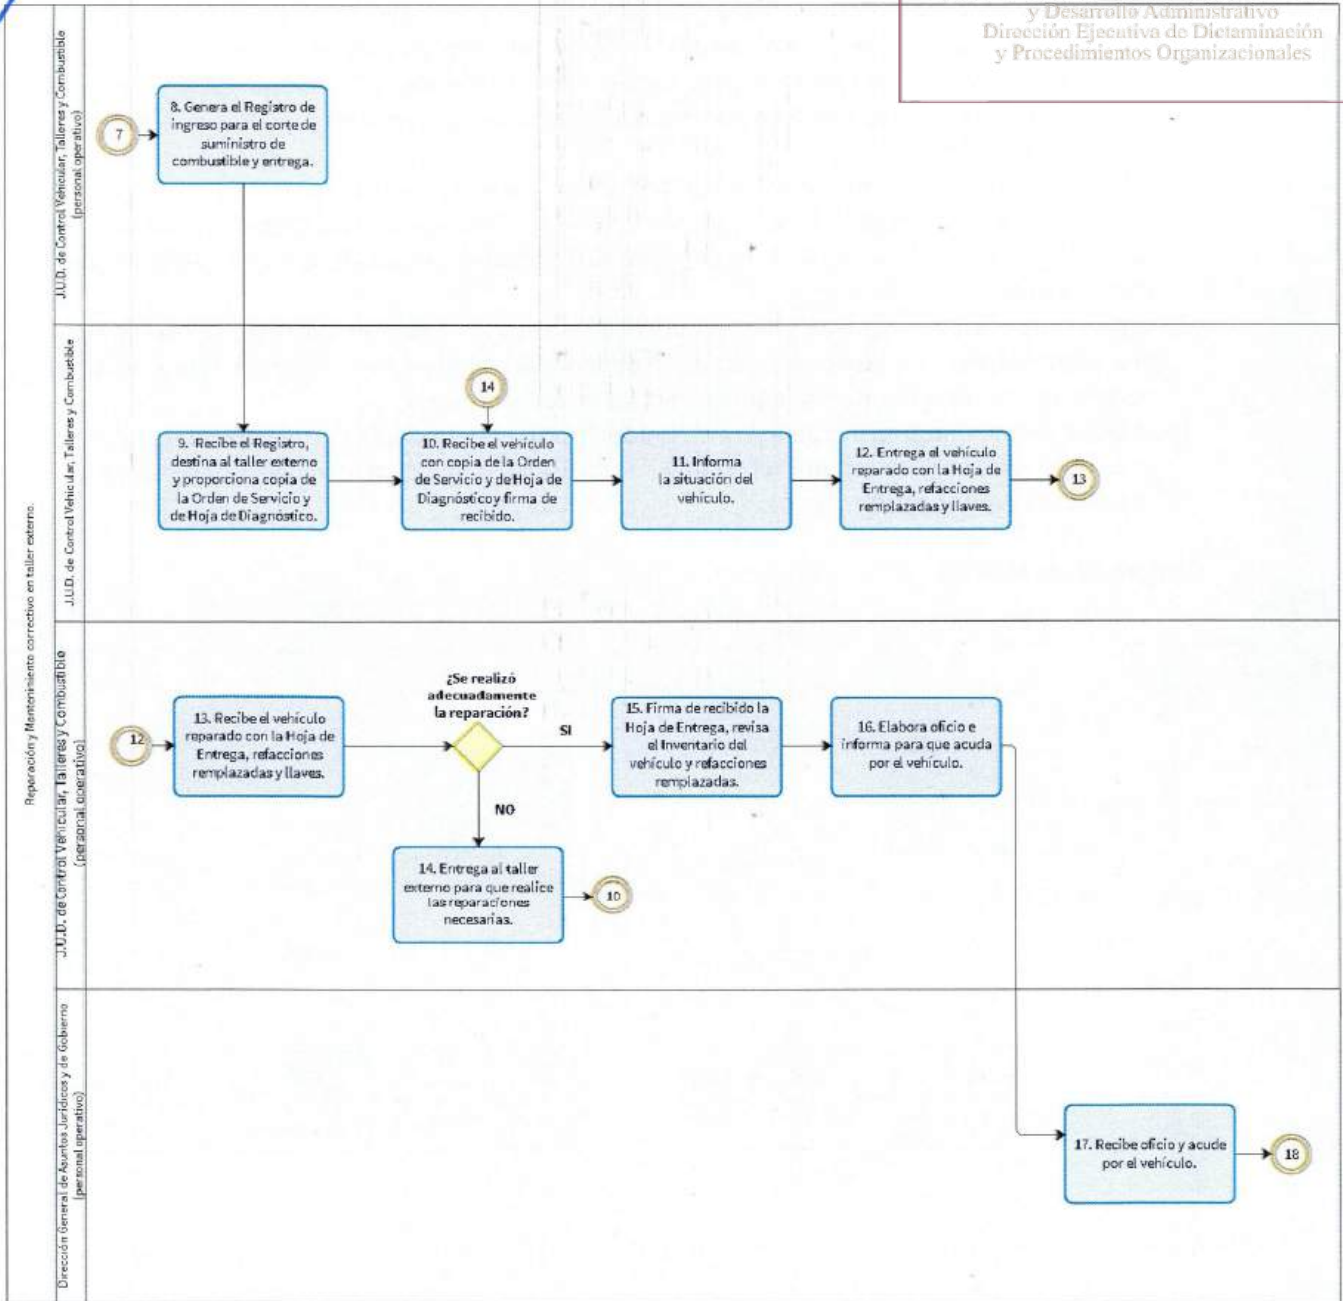 y Desarrollo Administrativo
Dirección Ejecutiva de Dictaminación
y Procedimientos Organizacionales
Reparación y Mantenimiento correctivo en taller externo.
J.U.D. de Control Vehicular, Talleres y Combustible
(personal operativo)
7
8. Genera el Registro de
ingreso para el corte de
suministro de
combustible y entrega.
J.U.D. de Control Vehicular, Talleres y Combustible
14
9. Recibe el Registro,
destina al taller externo
y proporciona copia de
la Orden de Servicio y
de Hoja de Diagnóstico.
10. Recibe el vehículo
con copia de la Orden
de Servicio y de Hoja de
Diagnóstico y firma de
recibido.
11. Informa
la situación del
vehículo.
12. Entrega el vehículo
reparado con la Hoja de
Entrega, refacciones
remplazadas y llaves.
13
J.U.D. de Control Vehicular, Talleres y Combustible
(personal operativo)
12
13. Recibe el vehículo
reparado con la Hoja de
Entrega, refacciones
remplazadas y llaves.
¿Se realizó
adecuadamente
la reparación?
SI
NO
15. Firma de recibido la
Hoja de Entrega, revisa
el Inventario del
vehículo y refacciones
remplazadas.
16. Elabora oficio e
informa para que acuda
por el vehículo.
14. Entrega al taller
externo para que realice
las reparaciones
necesarias.
10
Dirección General de Asuntos Jurídicos y de Gobierno
(personal operativo)
17. Recibe oficio y acude
por el vehículo.
18